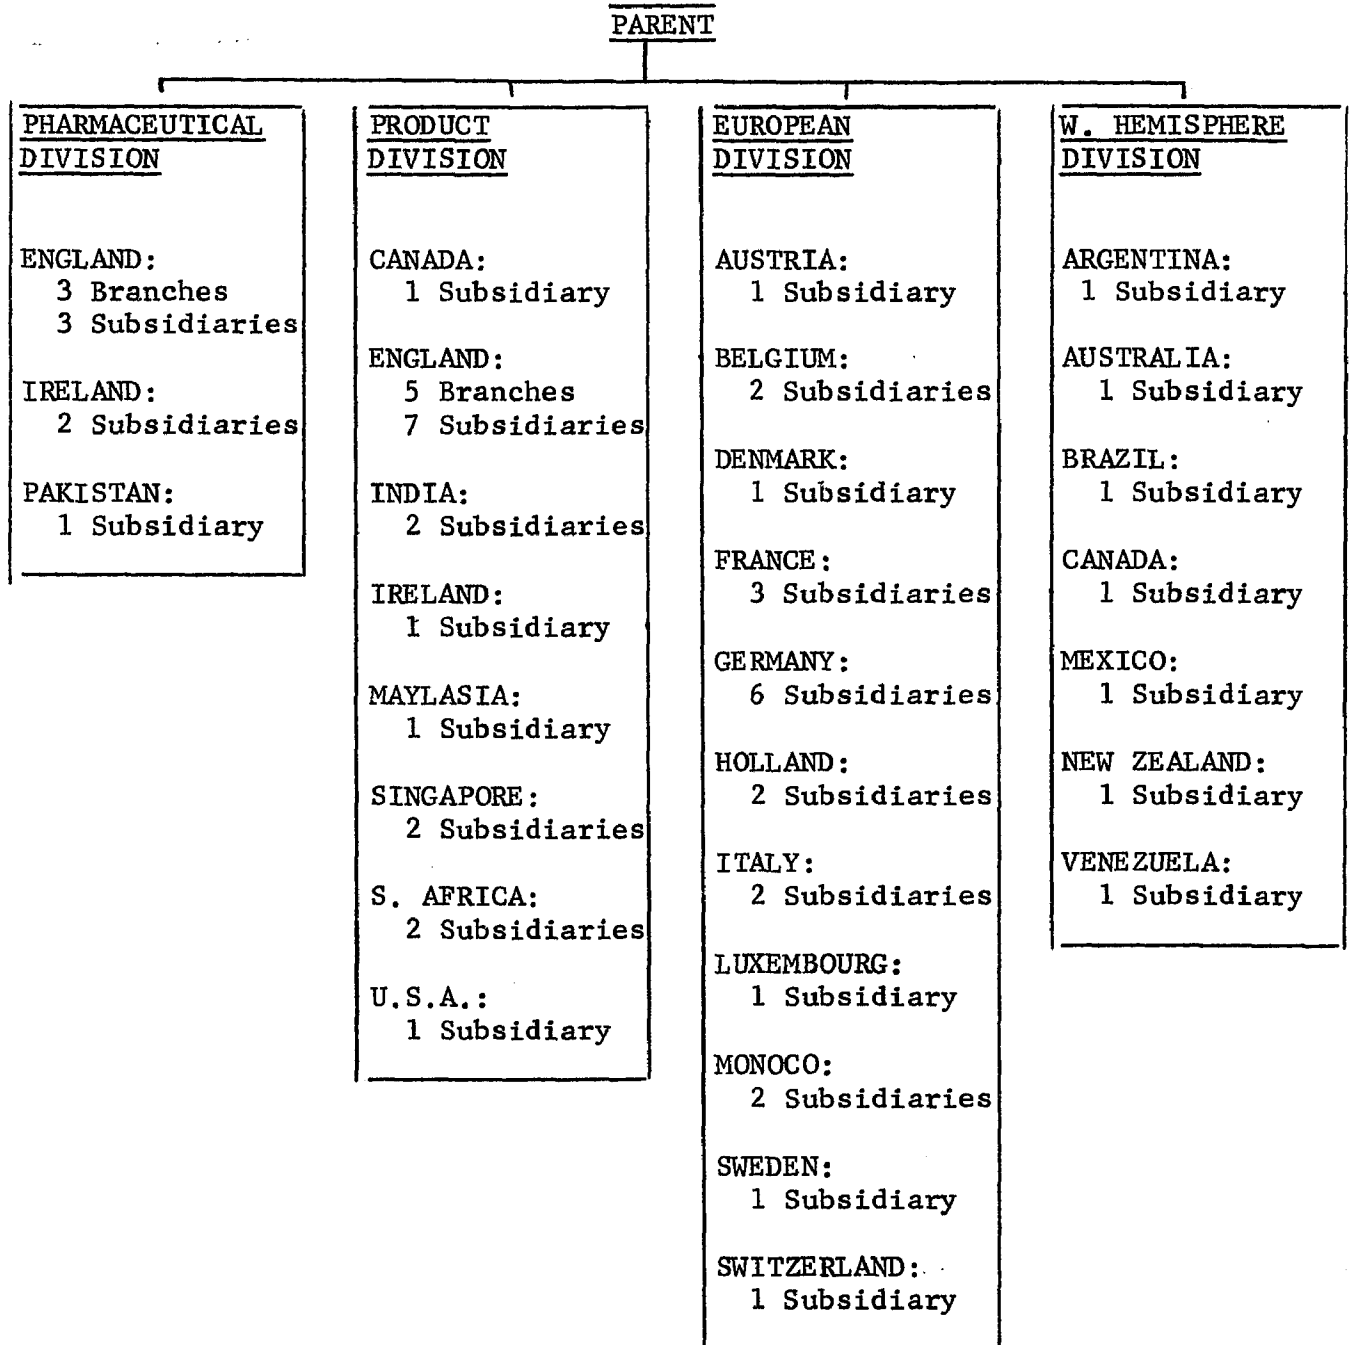 PARENT
PHARMACEUTICAL
DIVISION
ENGLAND:
3 Branches
3 Subsidiaries
IRELAND:
2 Subsidiaries
PAKISTAN:
1 Subsidiary
PRODUCT
DIVISION
CANADA:
1 Subsidiary
ENGLAND:
5 Branches
7 Subsidiaries
INDIA:
2 Subsidiaries
IRELAND:
1 Subsidiary
MAYLASIA:
1 Subsidiary
SINGAPORE:
2 Subsidiaries
S. AFRICA:
2 Subsidiaries
U.S.A.:
1 Subsidiary
EUROPEAN
DIVISION
AUSTRIA:
1 Subsidiary
BELGIUM:
2 Subsidiaries
DENMARK:
1 Subsidiary
FRANCE:
3 Subsidiaries
GERMANY:
6 Subsidiaries
HOLLAND:
2 Subsidiaries
ITALY:
2 Subsidiaries
LUXEMBOURG:
1 Subsidiary
MONOCO:
2 Subsidiaries
SWEDEN:
1 Subsidiary
SWITZERLAND:
1 Subsidiary
W. HEMISPHERE
DIVISION
ARGENTINA:
1 Subsidiary
AUSTRALIA:
1 Subsidiary
BRAZIL:
1 Subsidiary
CANADA:
1 Subsidiary
MEXICO:
1 Subsidiary
NEW ZEALAND:
1 Subsidiary
VENEZUELA:
1 Subsidiary